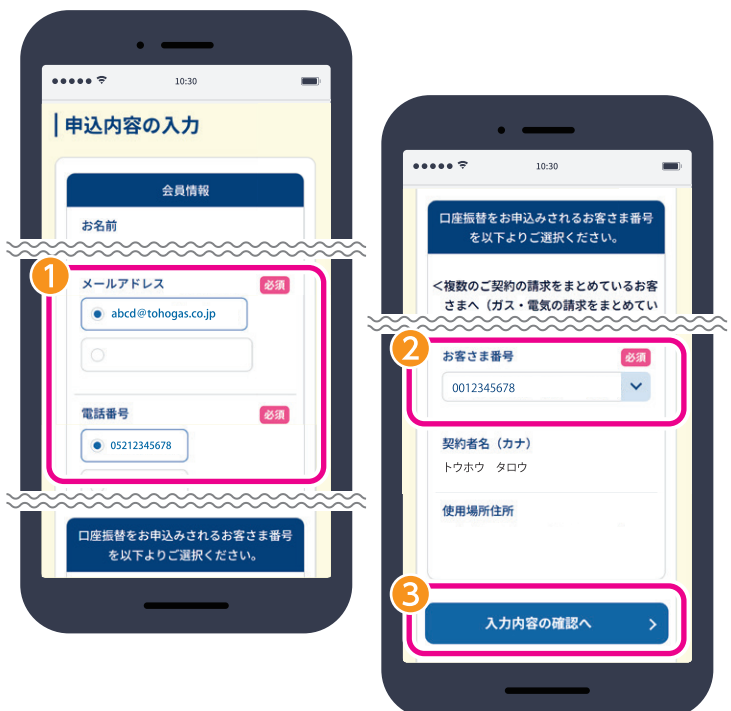 10:30
申込内容の入力
会員情報
お名前
1
メールアドレス 必須
abcd@tohogas.co.jp
電話番号 必須
05212345678
口座振替をお申込みされるお客さま番号
を以下よりご選択ください。
10:30
口座振替をお申込みされるお客さま番号
を以下よりご選択ください。
<複数のご契約の請求をまとめているお客
さまへ（ガス・電気の請求をまとめてい
2
お客さま番号 必須
0012345678
契約者名（カナ）
トウホウ　タロウ
使用場所住所
3
入力内容の確認へ